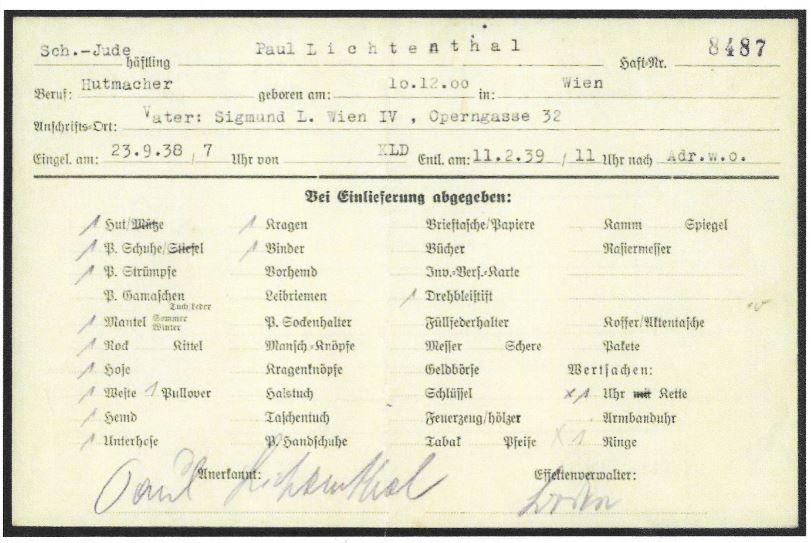 Sch.-Jude häftling Paul Lichtenthal Haft-Nr. 8487
Beruf: Hutmacher geboren am: 10.12.00 in: Wien
Anschrifts-Ort: Vater: Sigmund L. Wien IV , Operngasse 32
Eingel. am: 23.9.38 / 7 Uhr von KLD Entl. am: 11.2.39 / 11 Uhr nach Adr.w.o.
Bei Einlieferung abgegeben:
1 Hut/Mütze 1 Kragen Brieftasche/Papiere Kamm Spiegel
1 P. Schuhe/Stiefel 1 Binder Bücher Rasiermesser
1 P. Strümpfe Vorhemd Inv.-Vers.-Karte
P. Gamaschen Tuch/Leder Leibriemen 1 Drehbleistift
1 Mantel Sommer Winter P. Sockenhalter Füllfederhalter Koffer/Aktentasche
1 Rock Kittel Mansch-Knöpfe Messer Schere Pakete
1 Hose Kragenknöpfe Geldbörse Wertsachen:
1 Weste 1 Pullover Halstuch Schlüssel x 1 Uhr mit Kette
1 Hemd Taschentuch Feuerzeug/hölzer Armbanduhr
1 Unterhose P. Handschuhe Tabak Pfeife x 1 Ringe
Anerkannt: Effektenverwalter:
Paul Lichtenthal